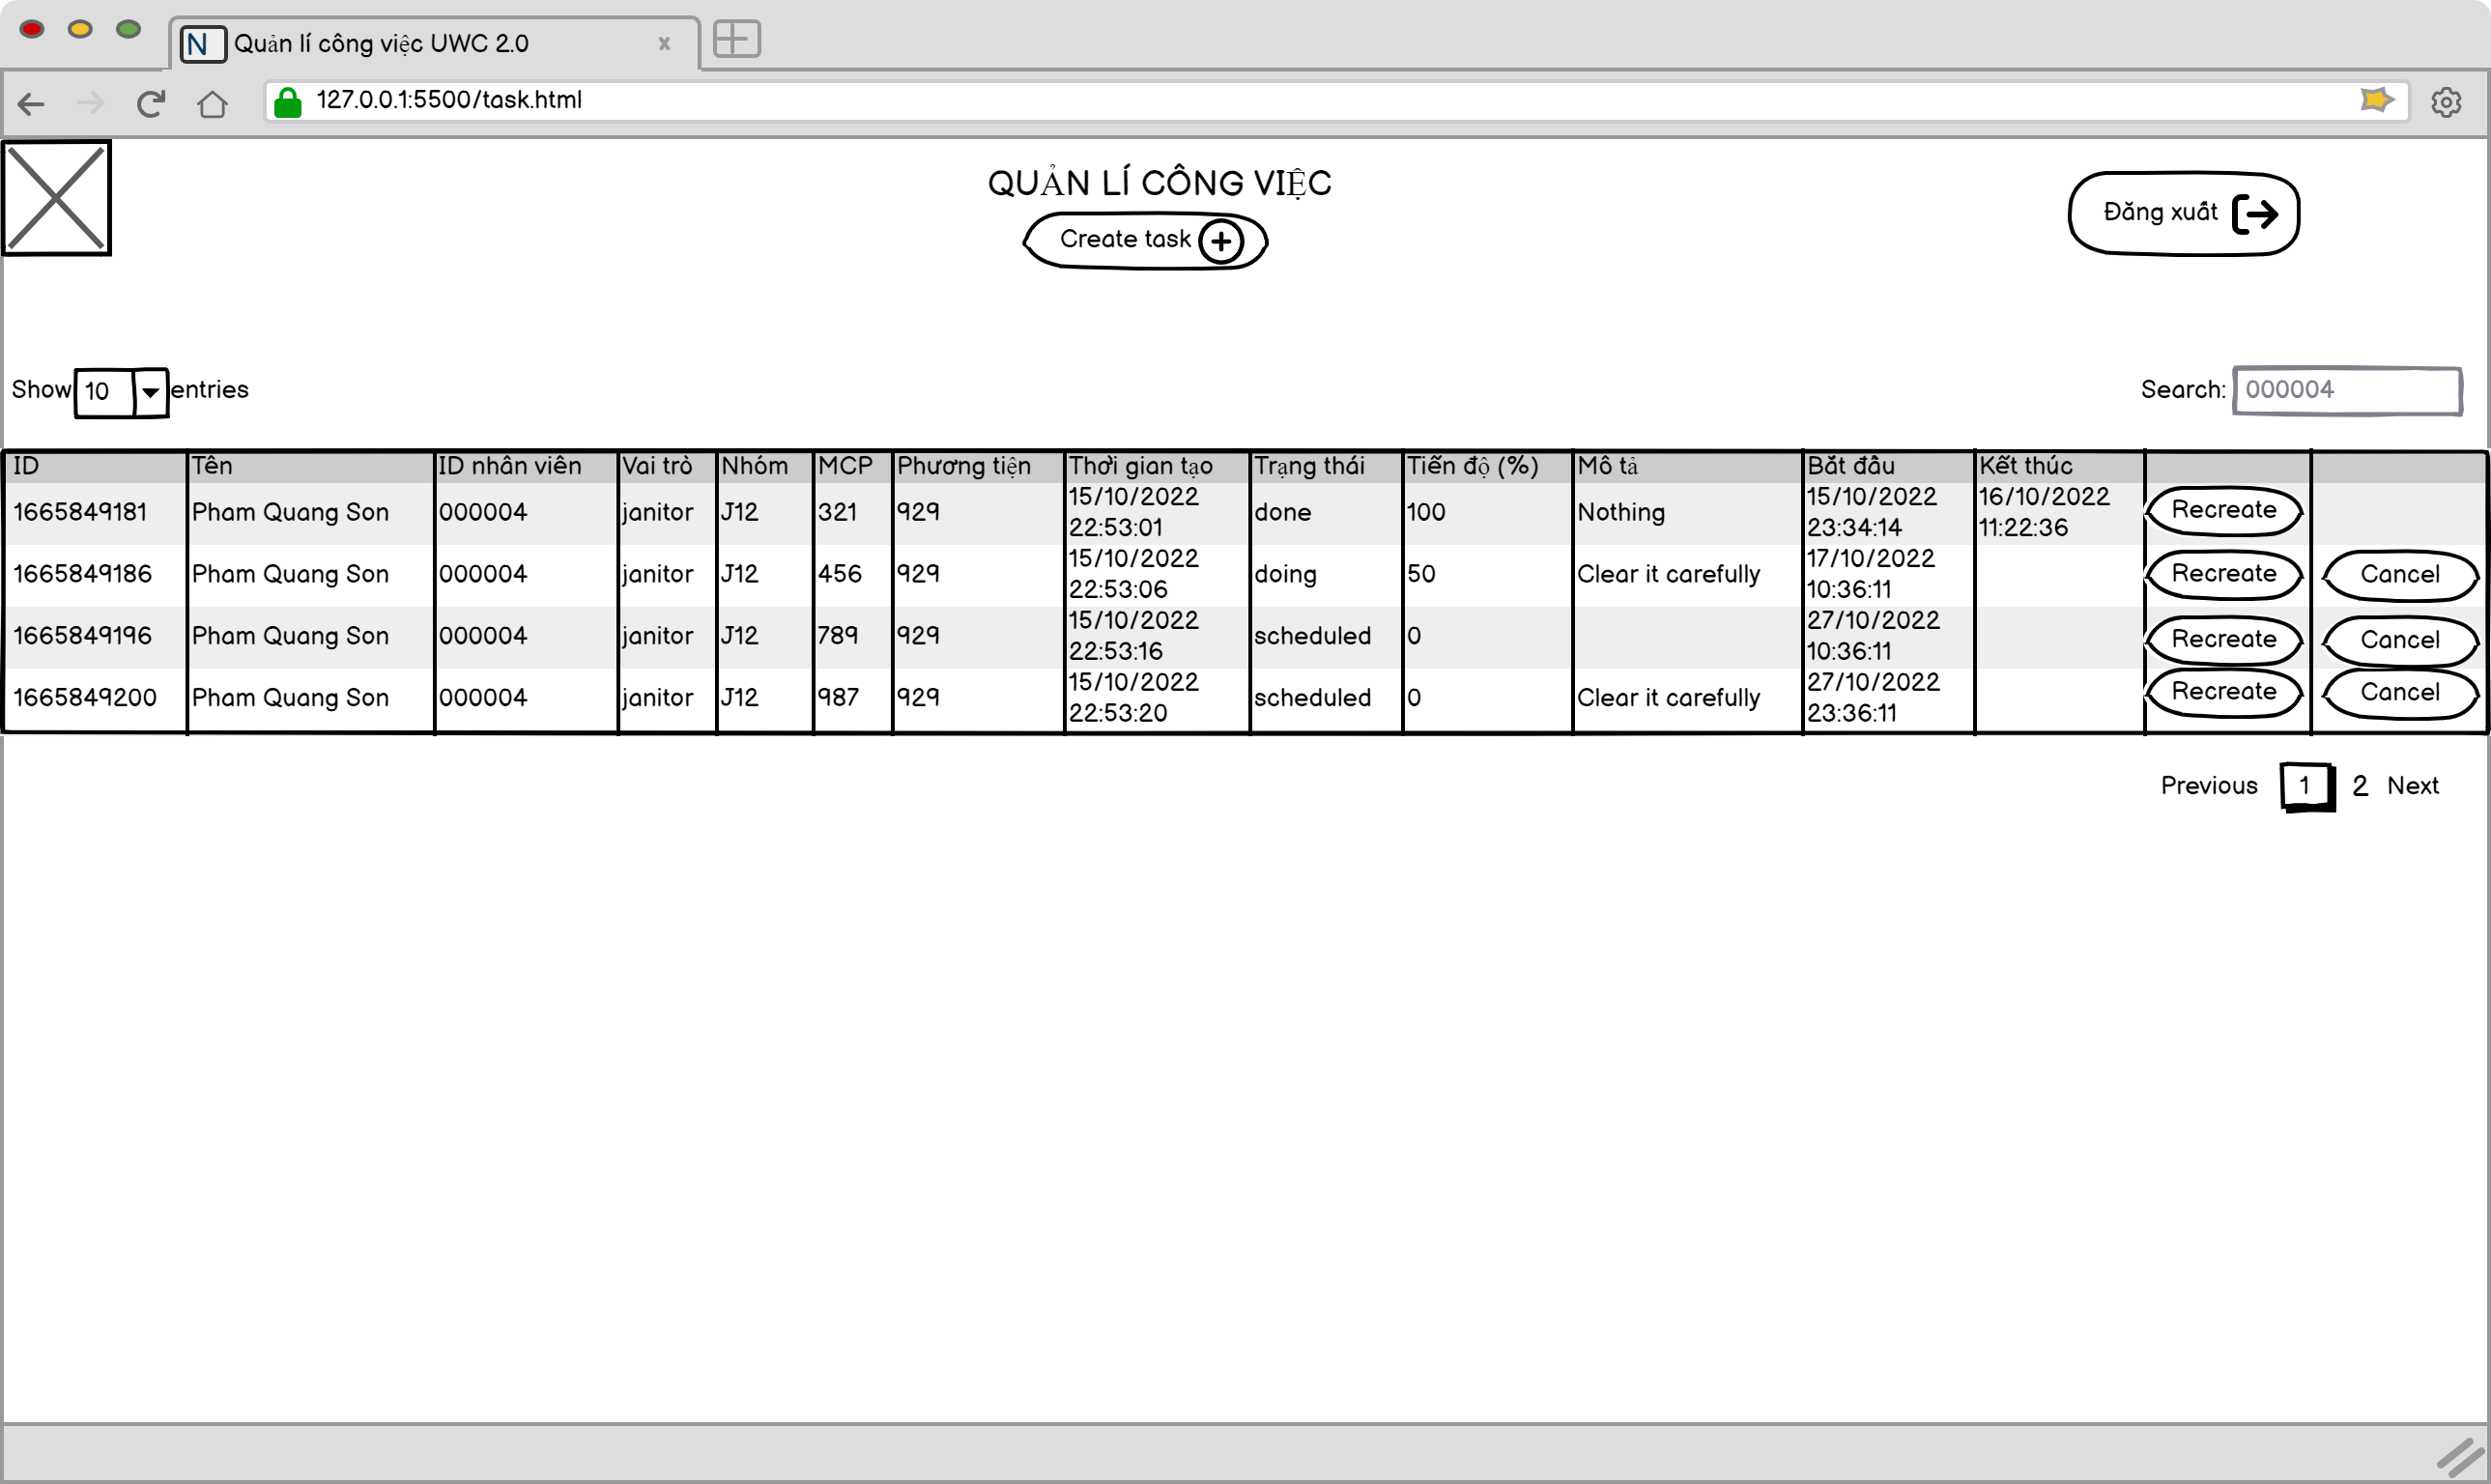 N Quản lí công việc UWC 2.0 x
127.0.0.1:5500/task.html
QUẢN LÍ CÔNG VIỆC
Create task
Đăng xuất
Show 10 entries
Search: 000004
ID Tên ID nhân viên Vai trò Nhóm MCP Phương tiện Thời gian tạo Trạng thái Tiến độ (%) Mô tả Bắt đầu Kết thúc
1665849181 Pham Quang Son 000004 janitor J12 321 929 15/10/2022 22:53:01 done 100 Nothing 15/10/2022 23:34:14 16/10/2022 11:22:36 Recreate
1665849186 Pham Quang Son 000004 janitor J12 456 929 15/10/2022 22:53:06 doing 50 Clear it carefully 17/10/2022 10:36:11 Recreate Cancel
1665849196 Pham Quang Son 000004 janitor J12 789 929 15/10/2022 22:53:16 scheduled 0 27/10/2022 10:36:11 Recreate Cancel
1665849200 Pham Quang Son 000004 janitor J12 987 929 15/10/2022 22:53:20 scheduled 0 Clear it carefully 27/10/2022 23:36:11 Recreate Cancel
Previous 1 2 Next